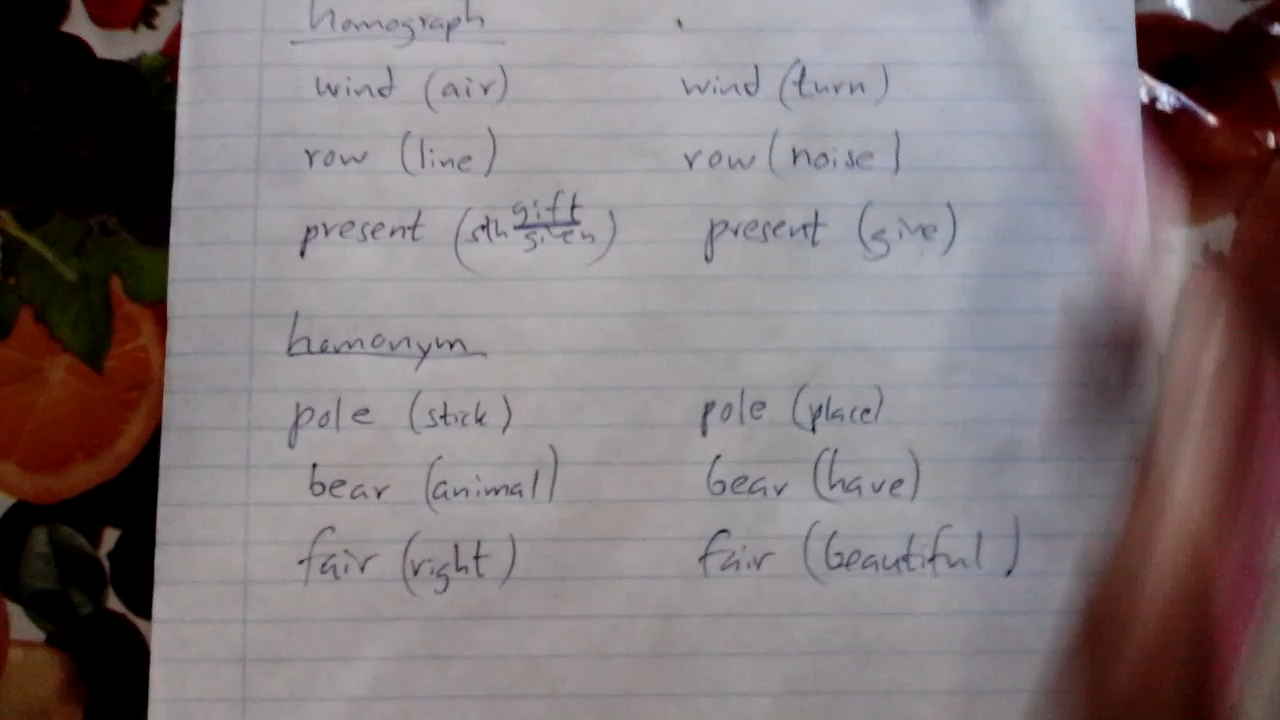 homograph
wind (air) wind (turn)
row (line) row (noise)
present (sth gift given) present (give)
homonym
pole (stick) pole (place)
bear (animal) bear (have)
fair (right) fair (beautiful)